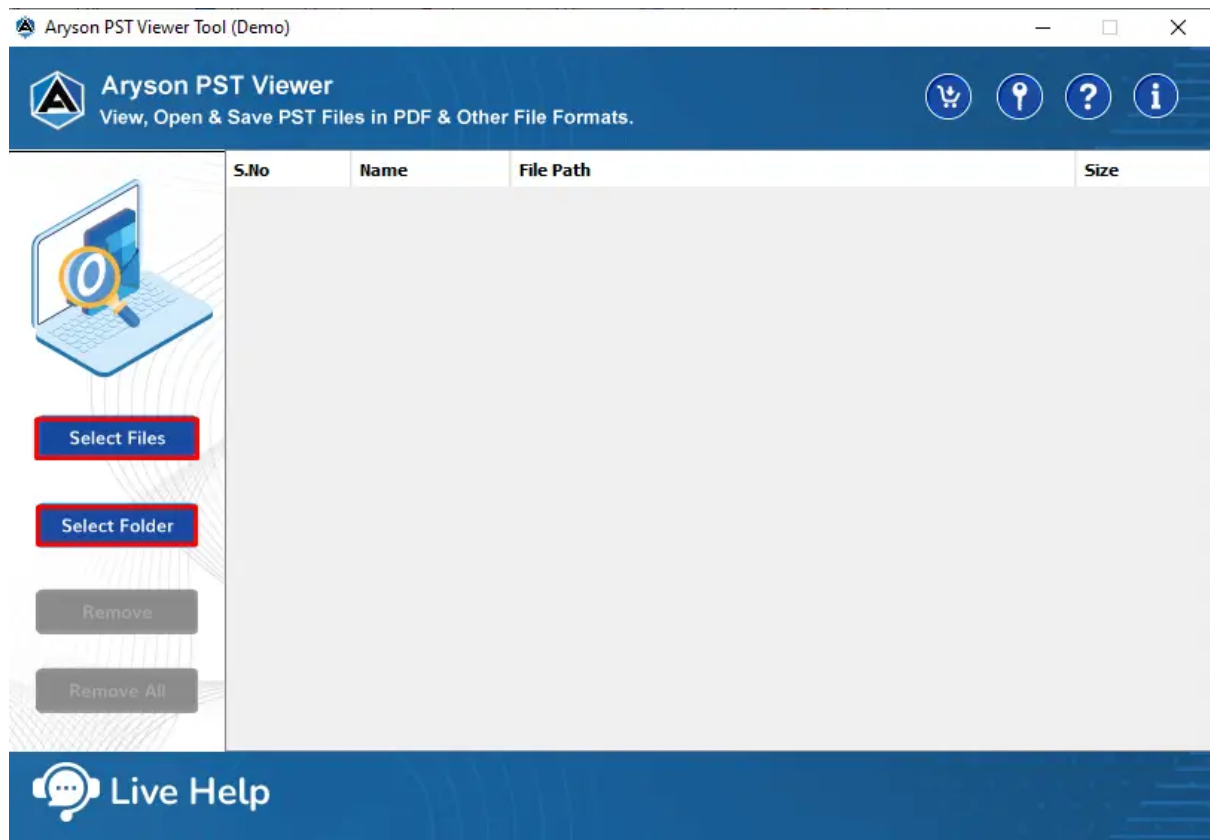 Aryson PST Viewer Tool (Demo)
Aryson PST Viewer
View, Open & Save PST Files in PDF & Other File Formats.
S.No Name File Path Size
Select Files
Select Folder
Remove
Remove All
Live Help